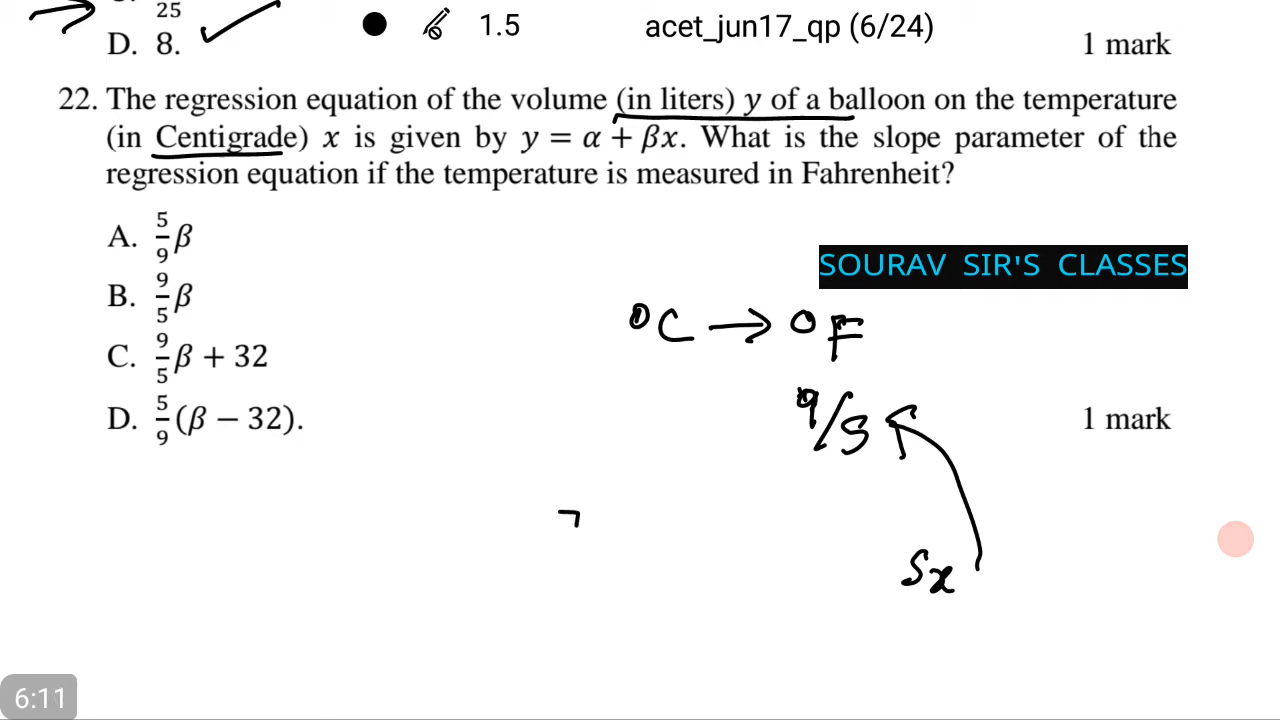 25
D. 8.
1.5
acet_jun17_qp (6/24)
1 mark
22. The regression equation of the volume (in liters) y of a balloon on the temperature
(in Centigrade) x is given by y = α + βx. What is the slope parameter of the
regression equation if the temperature is measured in Fahrenheit?
A. 5/9 β
B. 9/5 β
C. 9/5 β + 32
D. 5/9 (β − 32).
1 mark
SOURAV SIR'S CLASSES
°C → °F
9/5
Sx
6:11